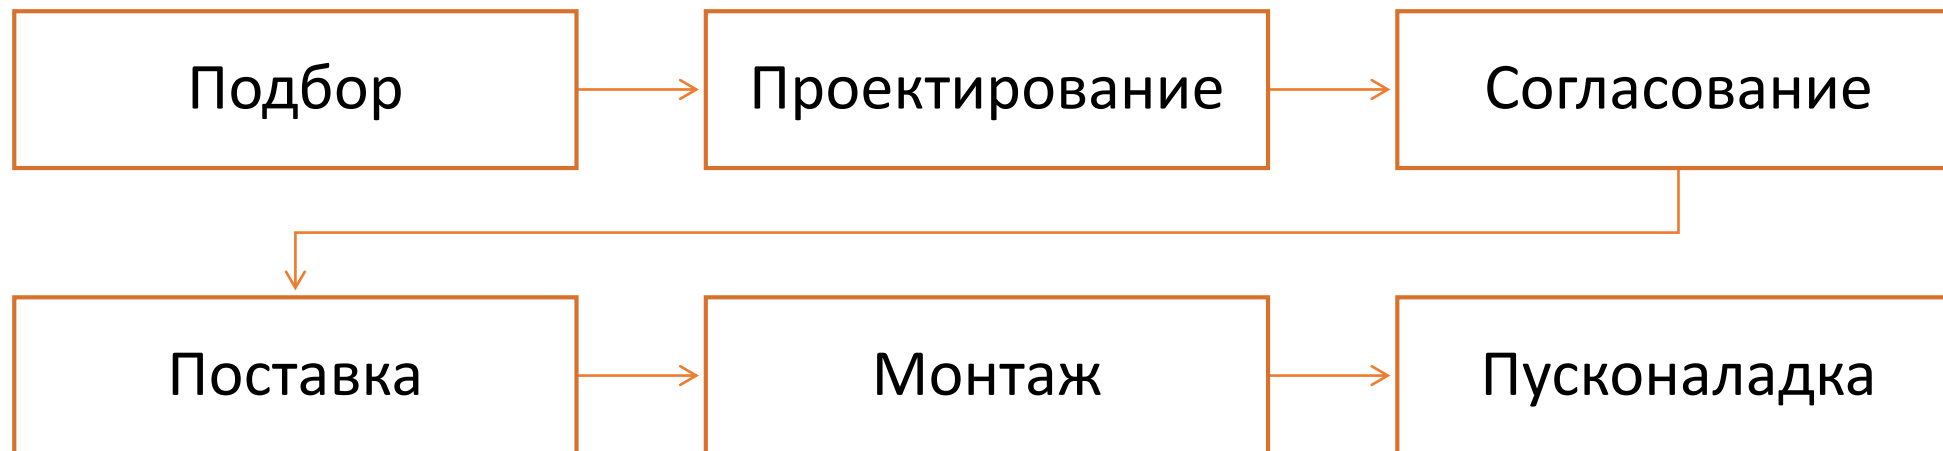 Подбор
Проектирование
Согласование
Поставка
Монтаж
Пусконаладка